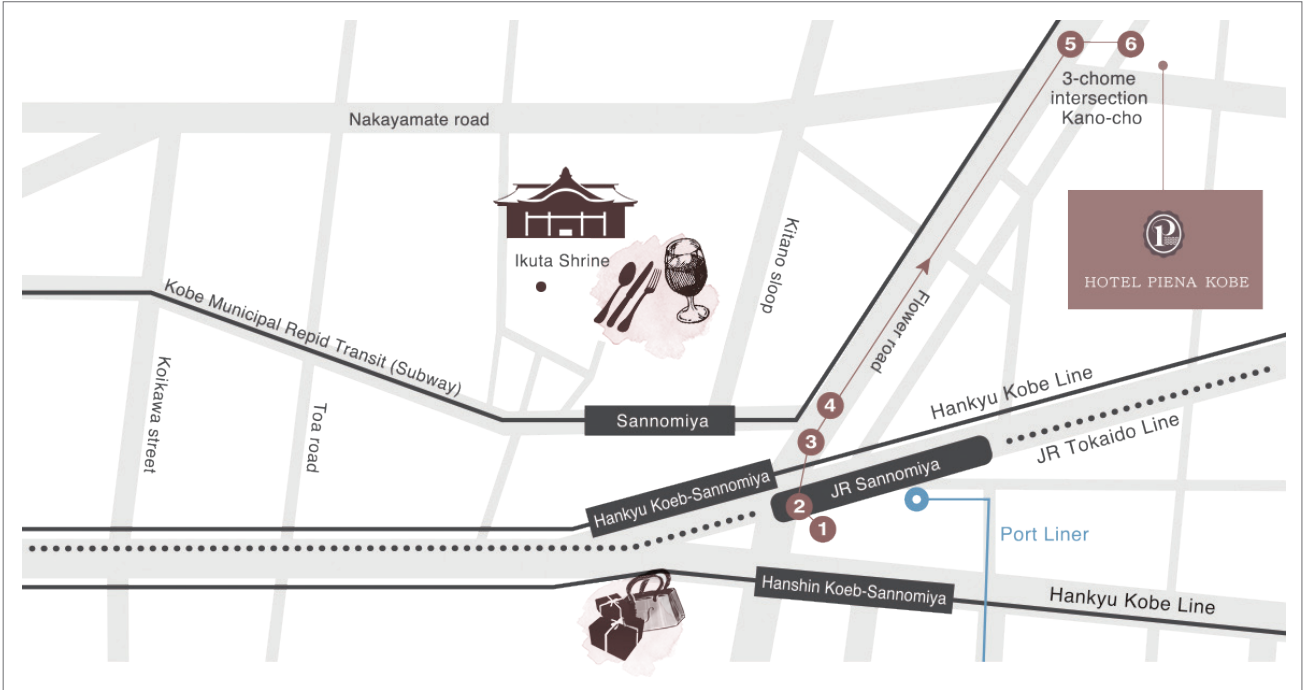 5
6
3-chome
intersection
Kano-cho
Nakayamate road
Ikuta Shrine
Kitano sloop
P
HOTEL PIENA KOBE
Kobe Municipal Repid Transit (Subway)
Flower road
Koikawa street
Toa road
4
Sannomiya
3
Hankyu Kobe Line
JR Tokaido Line
Hankyu Koeb-Sannomiya
JR Sannomiya
2
1
Port Liner
Hanshin Koeb-Sannomiya
Hankyu Kobe Line